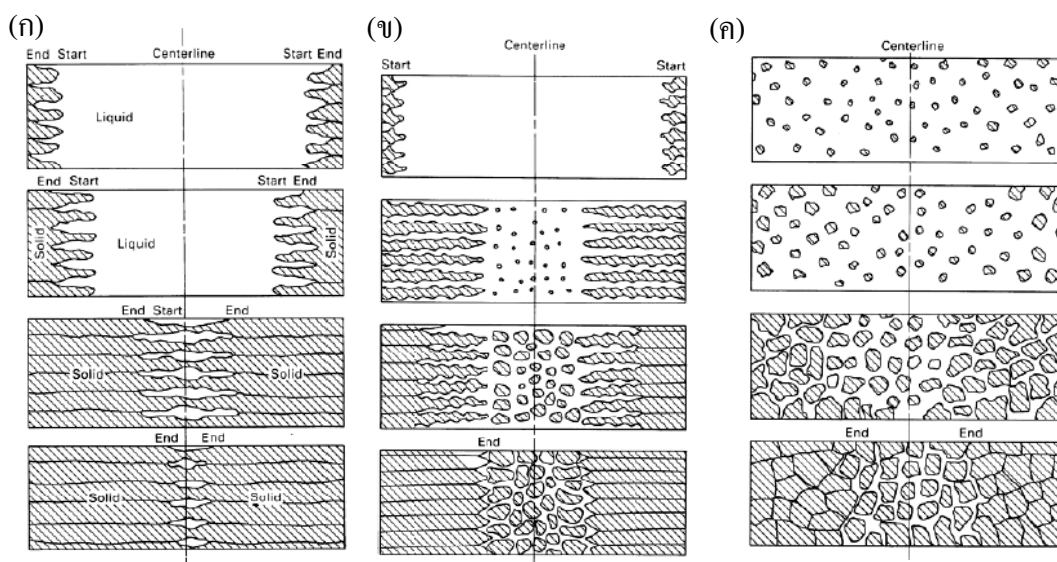 (ก)
End Start Centerline Start End
Liquid
End Start Start End
Solid Liquid Solid
End Start End
Solid Solid
End End
Solid Solid
(ข)
Centerline
Start Start
End
(ค)
Centerline
End End